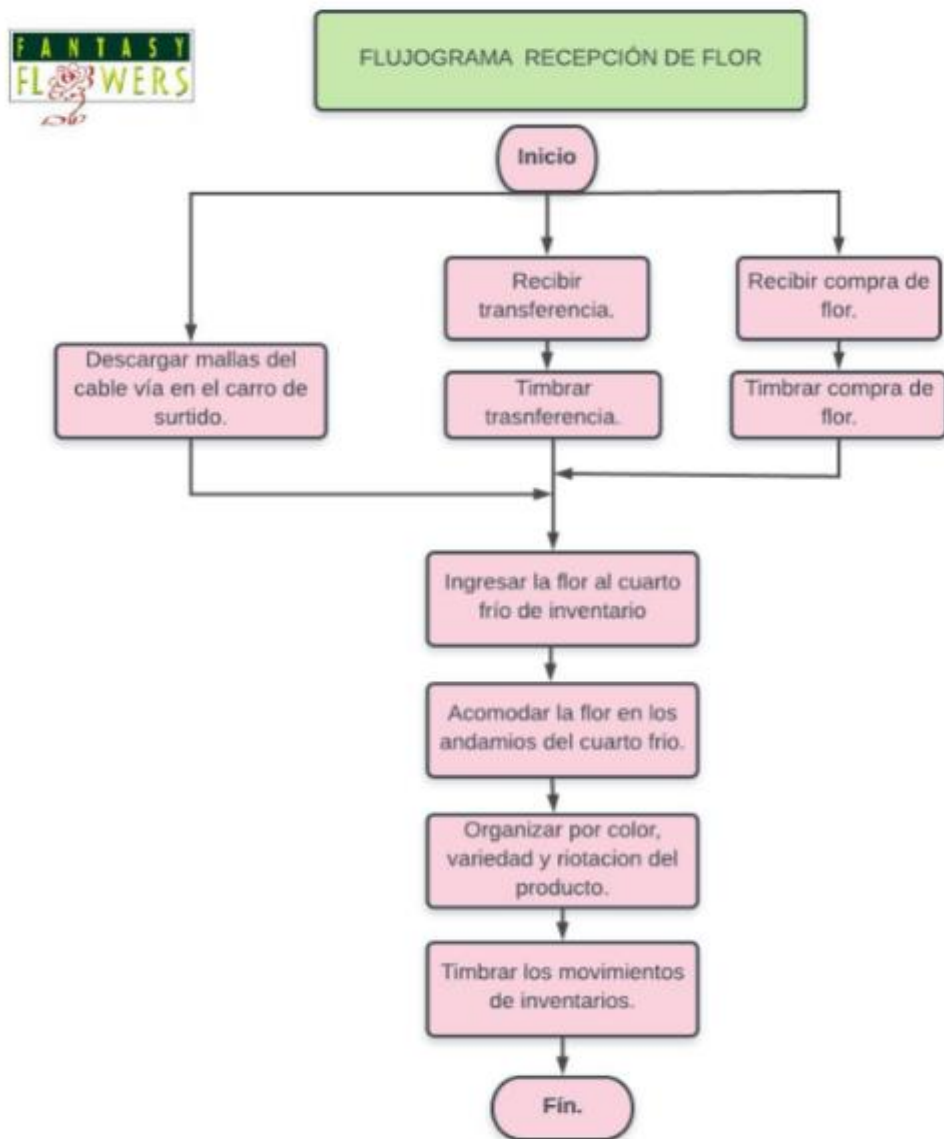 FANTASY
FLOWERS
FLUJOGRAMA RECEPCIÓN DE FLOR
Inicio
Recibir
transferencia.
Recibir compra de
flor.
Descargar mallas del
cable vía en el carro de
surtido.
Timbrar
trasnferencia.
Timbrar compra de
flor.
Ingresar la flor al cuarto
frío de inventario
Acomodar la flor en los
andamios del cuarto frio.
Organizar por color,
variedad y riotacion del
producto.
Timbrar los movimientos
de inventarios.
Fín.